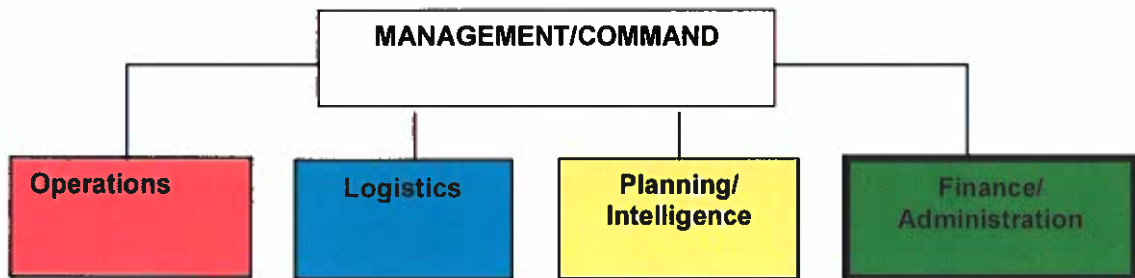 MANAGEMENT/COMMAND
Operations
Logistics
Planning/
Intelligence
Finance/
Administration